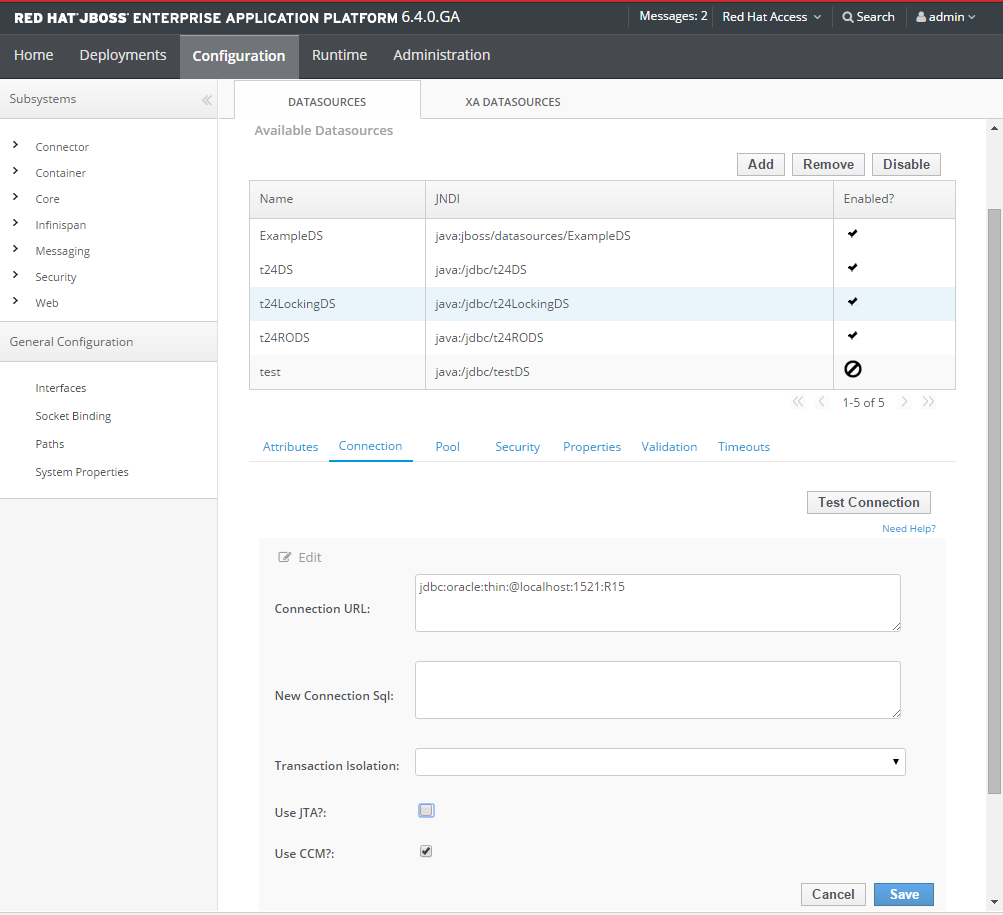 RED HAT JBOSS ENTERPRISE APPLICATION PLATFORM 6.4.0.GA
Messages: 2 Red Hat Access Search admin
Home Deployments Configuration Runtime Administration
Subsystems
Connector
Container
Core
Infinispan
Messaging
Security
Web
General Configuration
Interfaces
Socket Binding
Paths
System Properties
DATASOURCES XA DATASOURCES
Available Datasources
Add Remove Disable
Name JNDI Enabled?
ExampleDS java:jboss/datasources/ExampleDS
t24DS java:/jdbc/t24DS
t24LockingDS java:/jdbc/t24LockingDS
t24RODS java:/jdbc/t24RODS
test java:/jdbc/testDS
1-5 of 5
Attributes Connection Pool Security Properties Validation Timeouts
Test Connection
Need Help?
Edit
Connection URL: jdbc:oracle:thin:@localhost:1521:R15
New Connection Sql:
Transaction Isolation:
Use JTA?:
Use CCM?:
Cancel Save